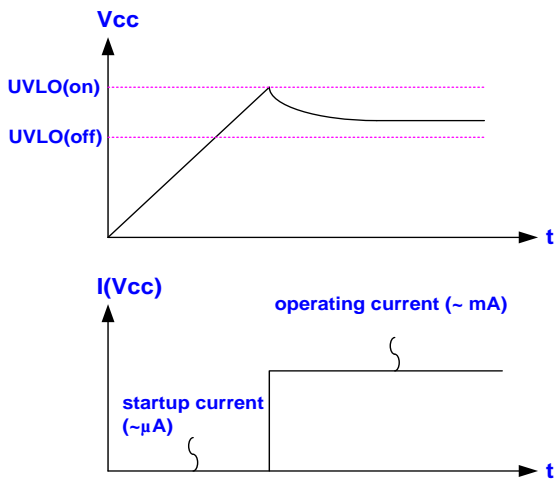 Vcc
UVLO(on)
UVLO(off)
t
I(Vcc)
operating current (~ mA)
startup current
(~μA)
t